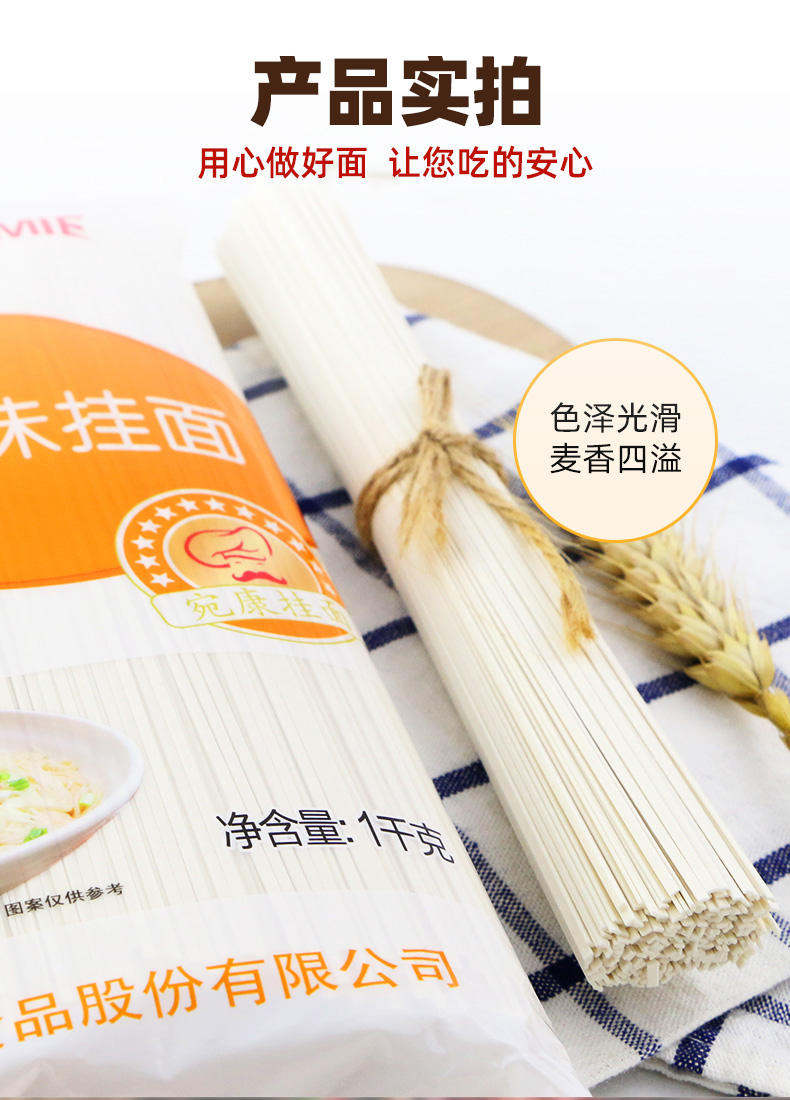 产品实拍
用心做好面 让您吃的安心
色泽光滑
麦香四溢
味挂面
宛康挂面
净含量:1千克
图案仅供参考
食品股份有限公司